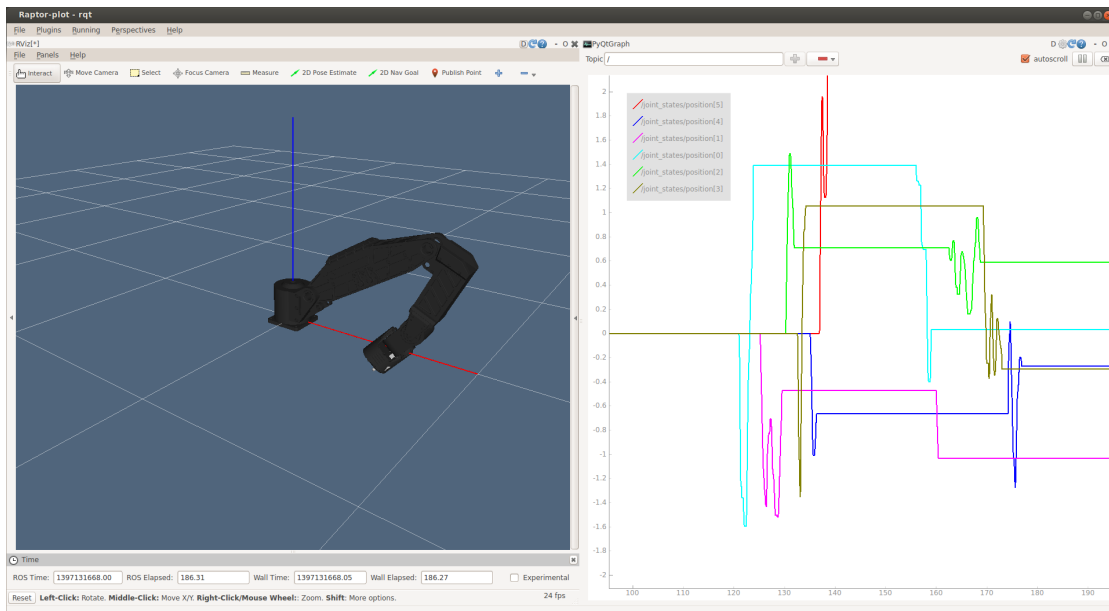 Raptor-plot - rqt
File Plugins Running Perspectives Help
RViz[*] D - O PyQtGraph D - O
File Panels Help
Topic / autoscroll
Interact Move Camera Select Focus Camera Measure 2D Pose Estimate 2D Nav Goal Publish Point
/joint_states/position[5]
/joint_states/position[4]
/joint_states/position[1]
/joint_states/position[0]
/joint_states/position[2]
/joint_states/position[3]
2
1.8
1.6
1.4
1.2
1
0.8
0.6
0.4
0.2
0
-0.2
-0.4
-0.6
-0.8
-1
-1.2
-1.4
-1.6
-1.8
-2
100 110 120 130 140 150 160 170 180 190
Time
ROS Time: 1397131668.00 ROS Elapsed: 186.31 Wall Time: 1397131668.05 Wall Elapsed: 186.27 Experimental
Reset Left-Click: Rotate. Middle-Click: Move X/Y. Right-Click/Mouse Wheel:: Zoom. Shift: More options. 24 fps